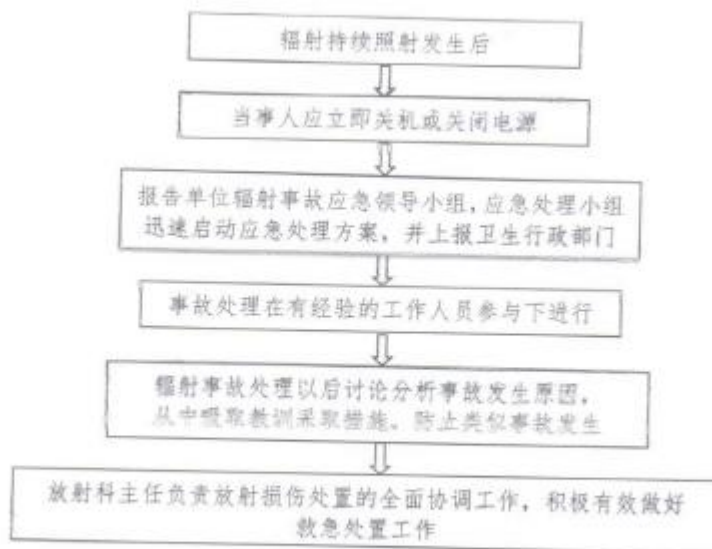 辐射持续照射发生后
当事人应立即关机或关闭电源
报告单位辐射事故应急领导小组，应急处理小组
迅速启动应急处理方案，并上报卫生行政部门
事故处理在有经验的工作人员参与下进行
辐射事故处理以后讨论分析事故发生原因，
从中吸取教训采取措施、防止类似事故发生
放射科主任负责放射损伤处置的全面协调工作，积极有效做好
救急处置工作